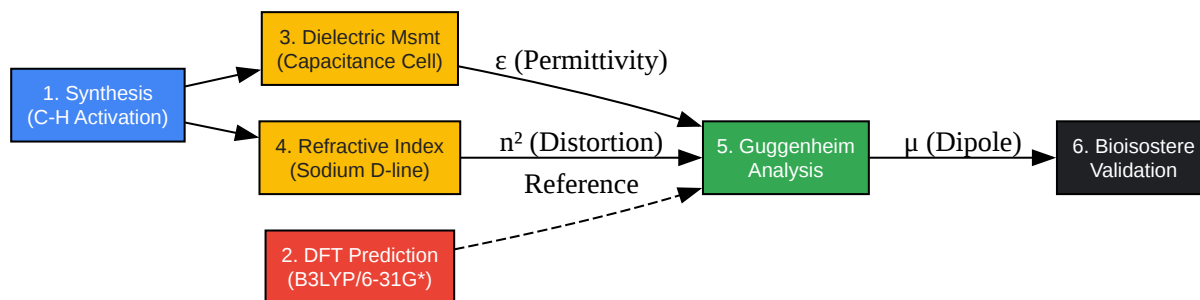 1. Synthesis
(C-H Activation)
3. Dielectric Msmt
(Capacitance Cell)
ε (Permittivity)
4. Refractive Index
(Sodium D-line)
n² (Distortion)
Reference
2. DFT Prediction
(B3LYP/6-31G*)
5. Guggenheim
Analysis
μ (Dipole)
6. Bioisostere
Validation